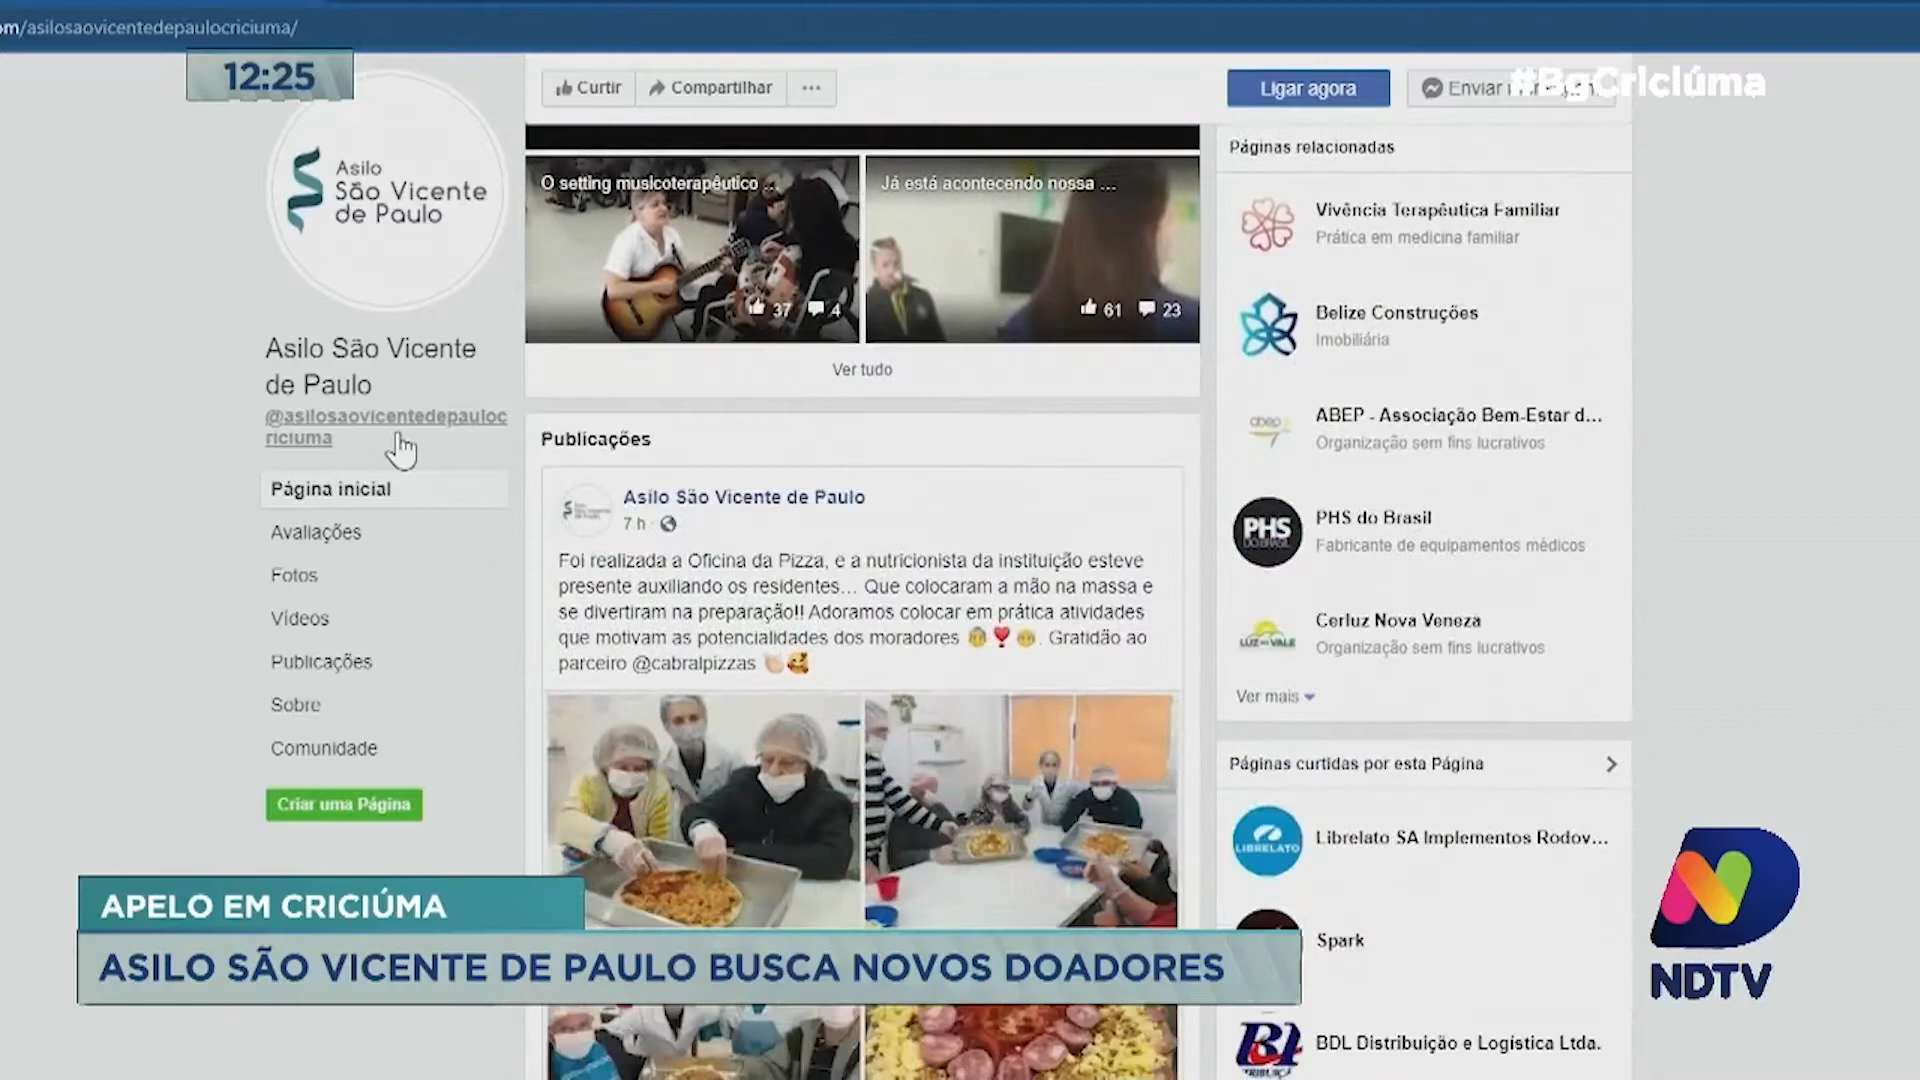 om/asilosaovicentedepaulocriciuma/
12:25
Asilo
São Vicente
de Paulo
Asilo São Vicente
de Paulo
@asilosaovicentedepauloc
riciuma
Página inicial
Avaliações
Fotos
Vídeos
Publicações
Sobre
Comunidade
Criar uma Página
Curtir
Compartilhar
...
Ligar agora
Enviar
#BgCriciúma
O setting musicoterapêutico ...
37
4
Já está acontecendo nossa ...
61
23
Ver tudo
Publicações
Asilo São Vicente de Paulo
7 h ·
Foi realizada a Oficina da Pizza, e a nutricionista da instituição esteve
presente auxiliando os residentes... Que colocaram a mão na massa e
se divertiram na preparação!! Adoramos colocar em prática atividades
que motivam as potencialidades dos moradores 👵❣️👴. Gratidão ao
parceiro @cabralpizzas 👏🏻🥰
Páginas relacionadas
Vivência Terapêutica Familiar
Prática em medicina familiar
Belize Construções
Imobiliária
abep
ABEP - Associação Bem-Estar d...
Organização sem fins lucrativos
PHS
DO BRASIL
PHS do Brasil
Fabricante de equipamentos médicos
Cerluz Nova Veneza
Organização sem fins lucrativos
Ver mais
Páginas curtidas por esta Página
LIBRELATO
Librelato SA Implementos Rodov...
Spark
BDL Distribuição e Logística Ltda.
APELO EM CRICIÚMA
ASILO SÃO VICENTE DE PAULO BUSCA NOVOS DOADORES
NDTV